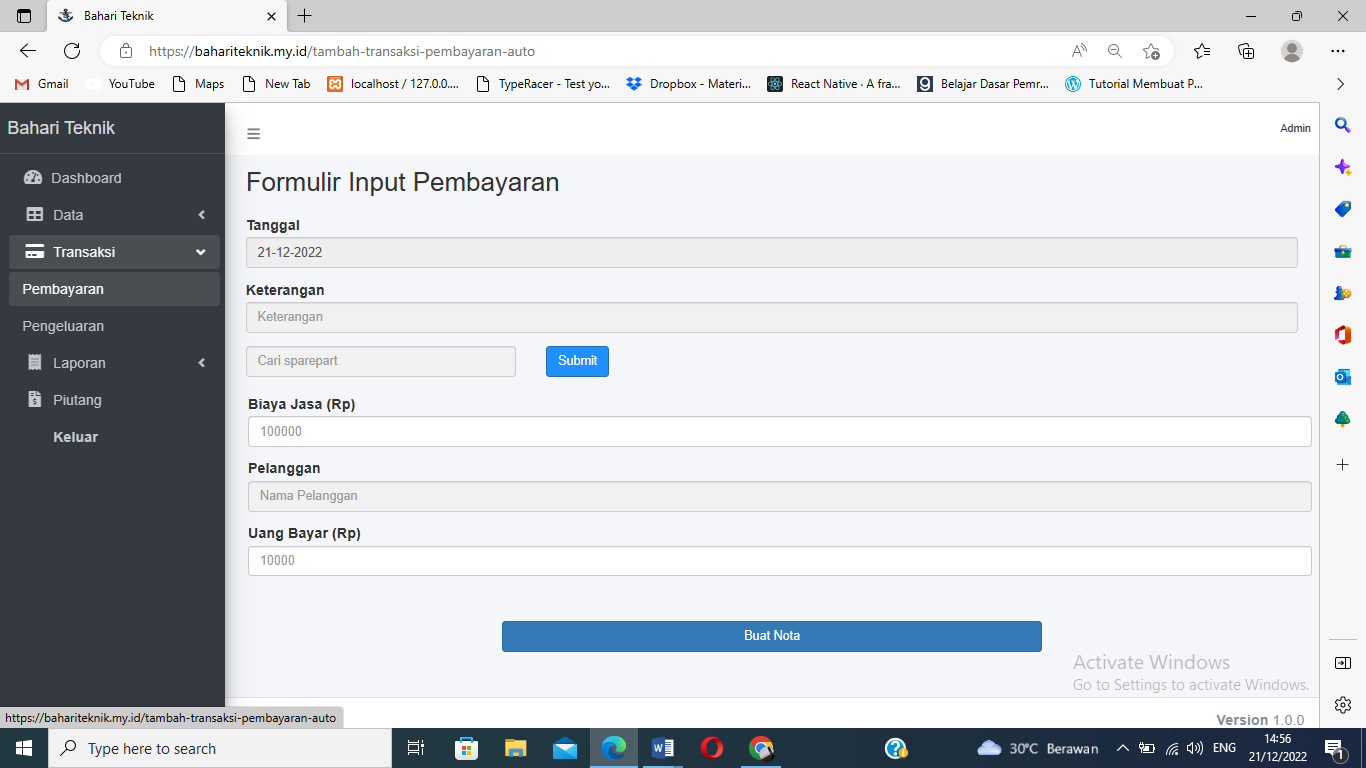 Bahari Teknik
https://bahariteknik.my.id/tambah-transaksi-pembayaran-auto
Gmail YouTube Maps New Tab localhost / 127.0.0.... TypeRacer - Test yo... Dropbox - Materi... React Native · A fra... Belajar Dasar Pemr... Tutorial Membuat P...
Bahari Teknik
Admin
Dashboard
Data
Transaksi
Pembayaran
Pengeluaran
Laporan
Piutang
Keluar
Formulir Input Pembayaran
Tanggal
21-12-2022
Keterangan
Keterangan
Cari sparepart Submit
Biaya Jasa (Rp)
100000
Pelanggan
Nama Pelanggan
Uang Bayar (Rp)
10000
Buat Nota
Activate Windows
Go to Settings to activate Windows.
Version 1.0.0
https://bahariteknik.my.id/tambah-transaksi-pembayaran-auto
Type here to search
30°C Berawan
ENG
14:56
21/12/2022
1